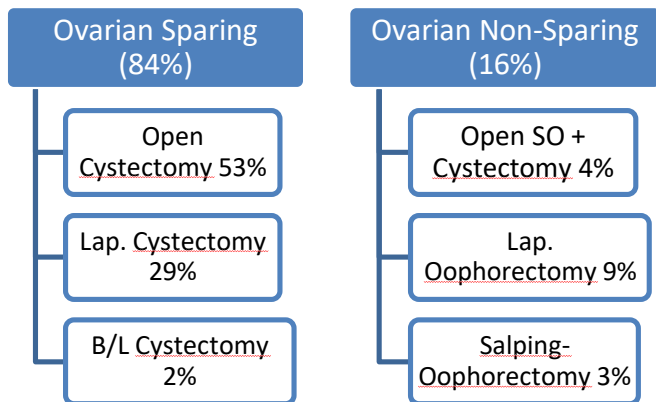 Ovarian Sparing
(84%)
Open
Cystectomy 53%
Lap. Cystectomy
29%
B/L Cystectomy
2%
Ovarian Non-Sparing
(16%)
Open SO +
Cystectomy 4%
Lap.
Oophorectomy 9%
Salping-
Oophorectomy 3%